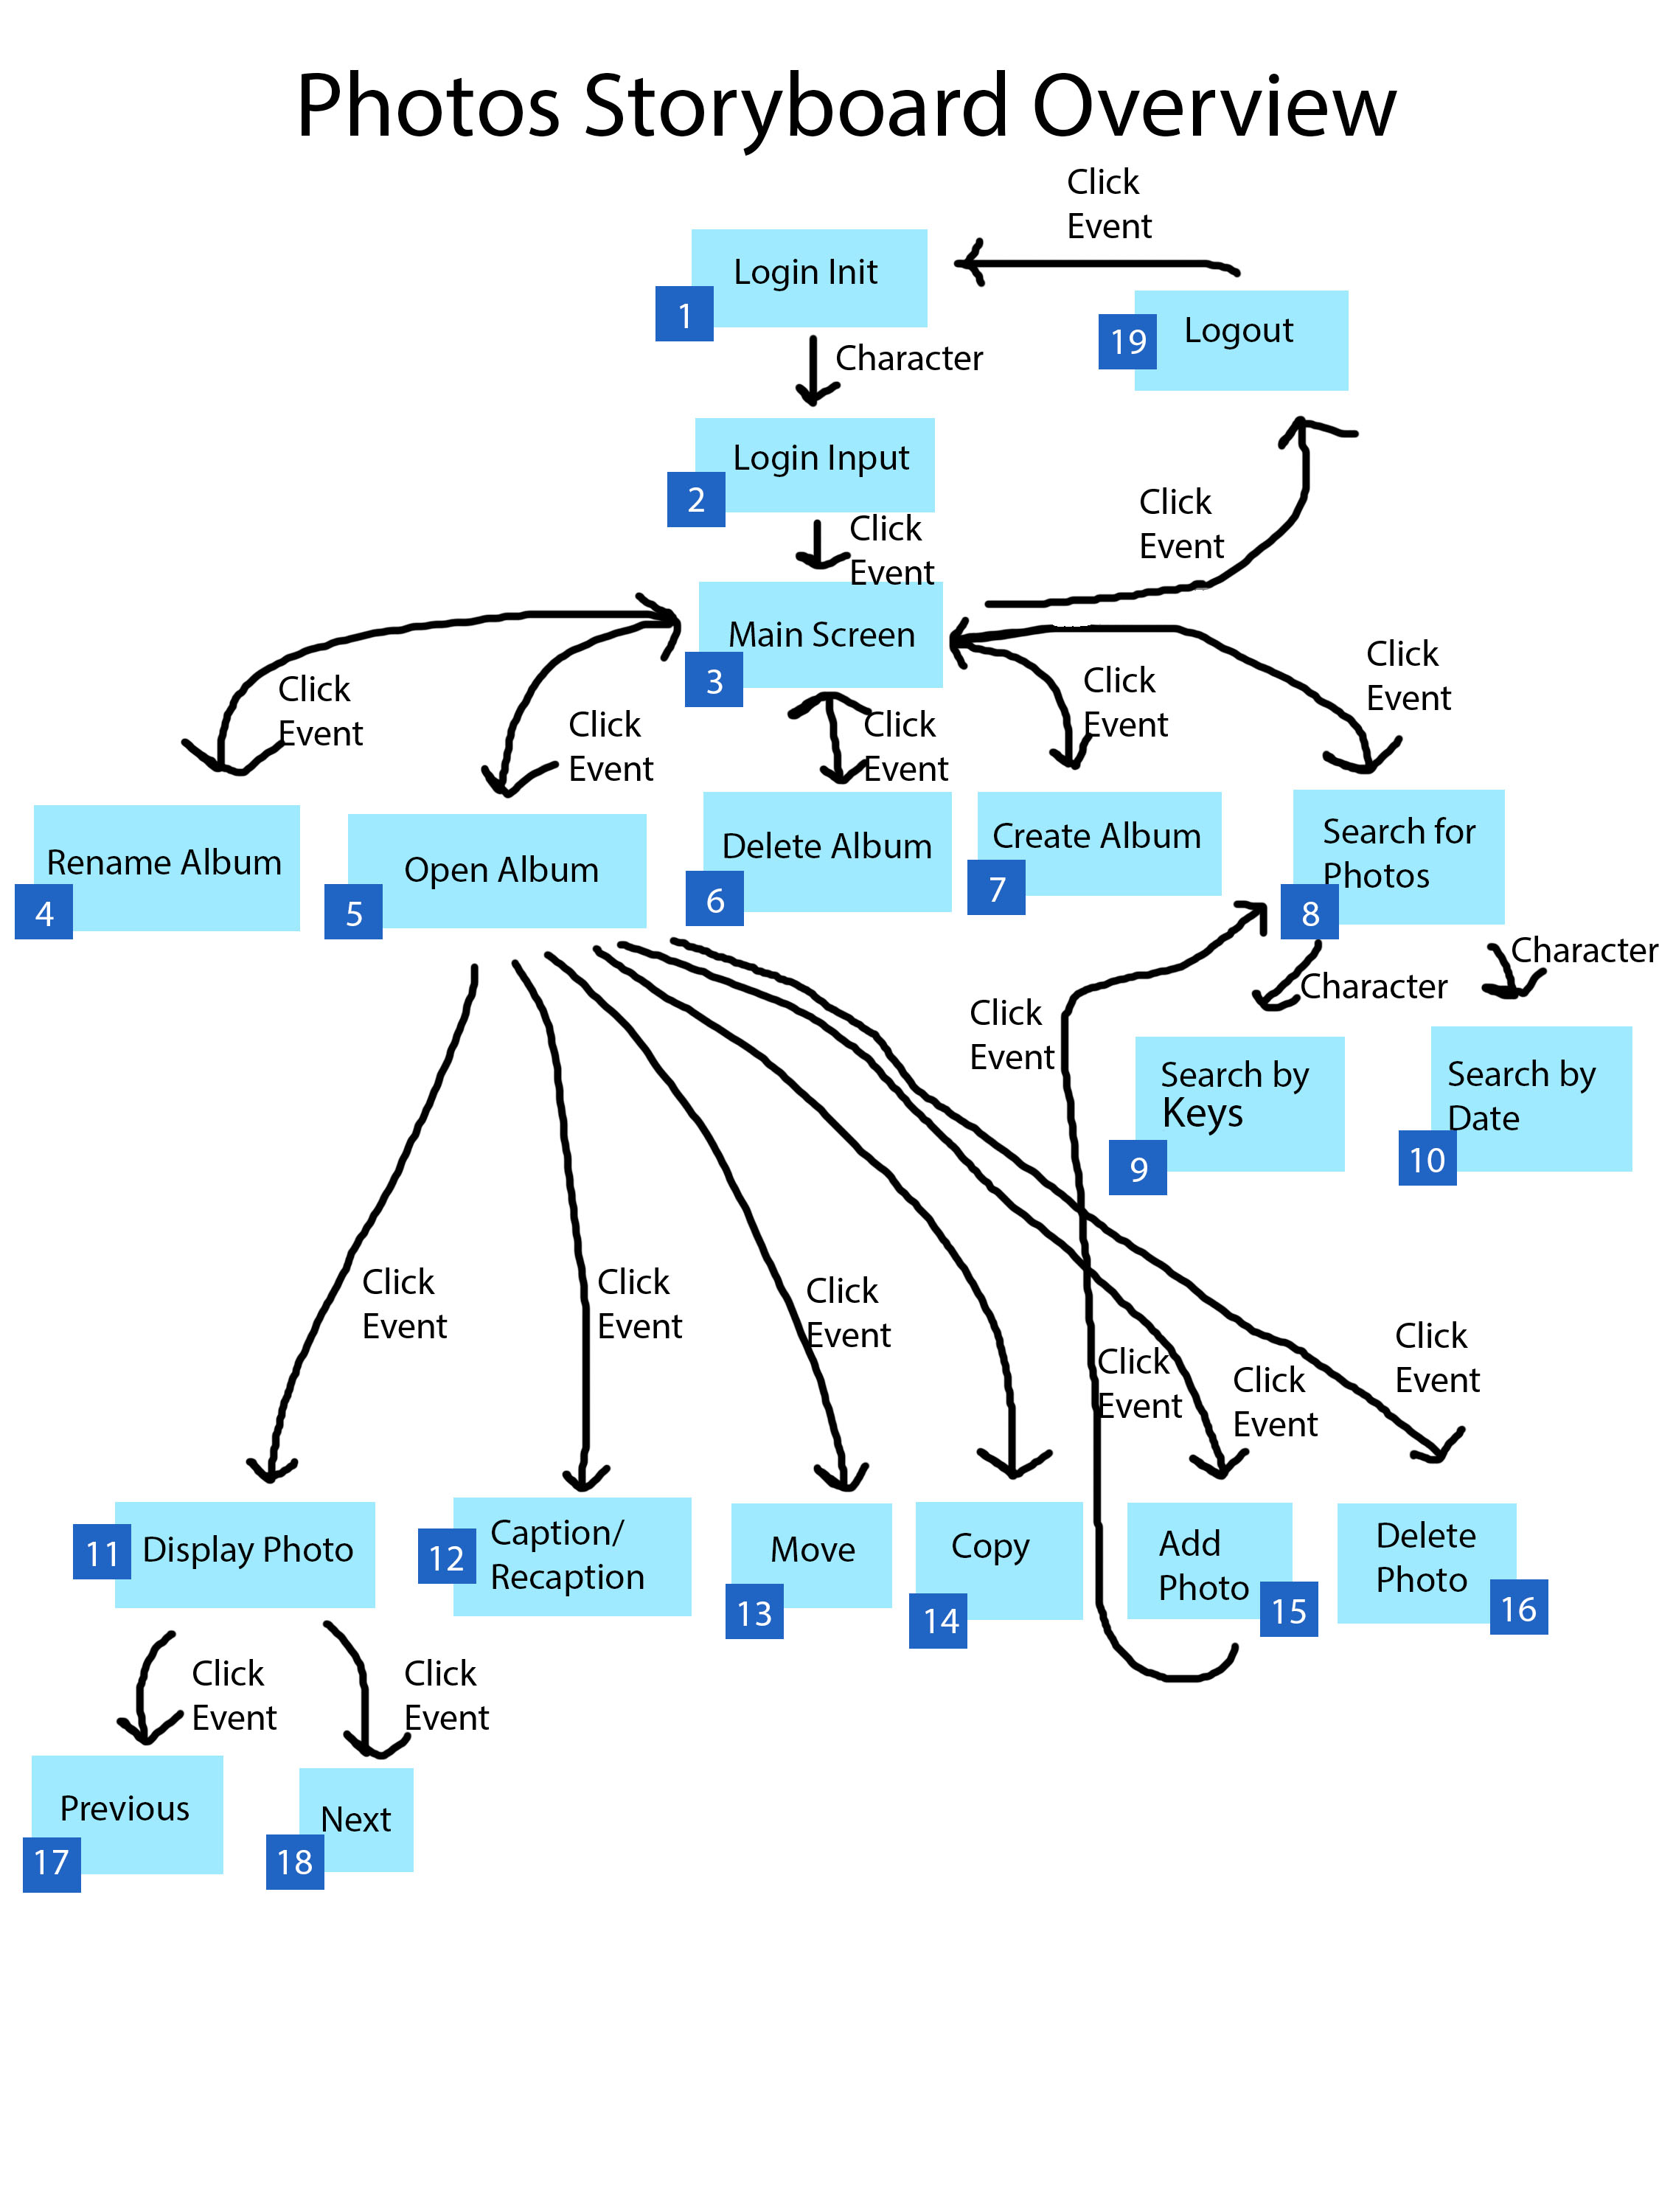 Photos Storyboard Overview
Click
Event
Login Init
1
Logout
19
Character
Login Input
2
Click
Event
Click
Event
Main Screen
3
Click
Event
Click
Event
Click
Event
Click
Event
Click
Event
Rename Album
4
Open Album
5
Delete Album
6
Create Album
7
Search for
Photos
8
Character
Character
Click
Event
Search by
Keys
9
Search by
Date
10
Click
Event
Click
Event
Click
Event
Click
Event
Click
Event
Click
Event
11
Display Photo
12
Caption/
Recaption
Move
13
Copy
14
Add
Photo
15
Delete
Photo
16
Click
Event
Click
Event
Previous
17
Next
18